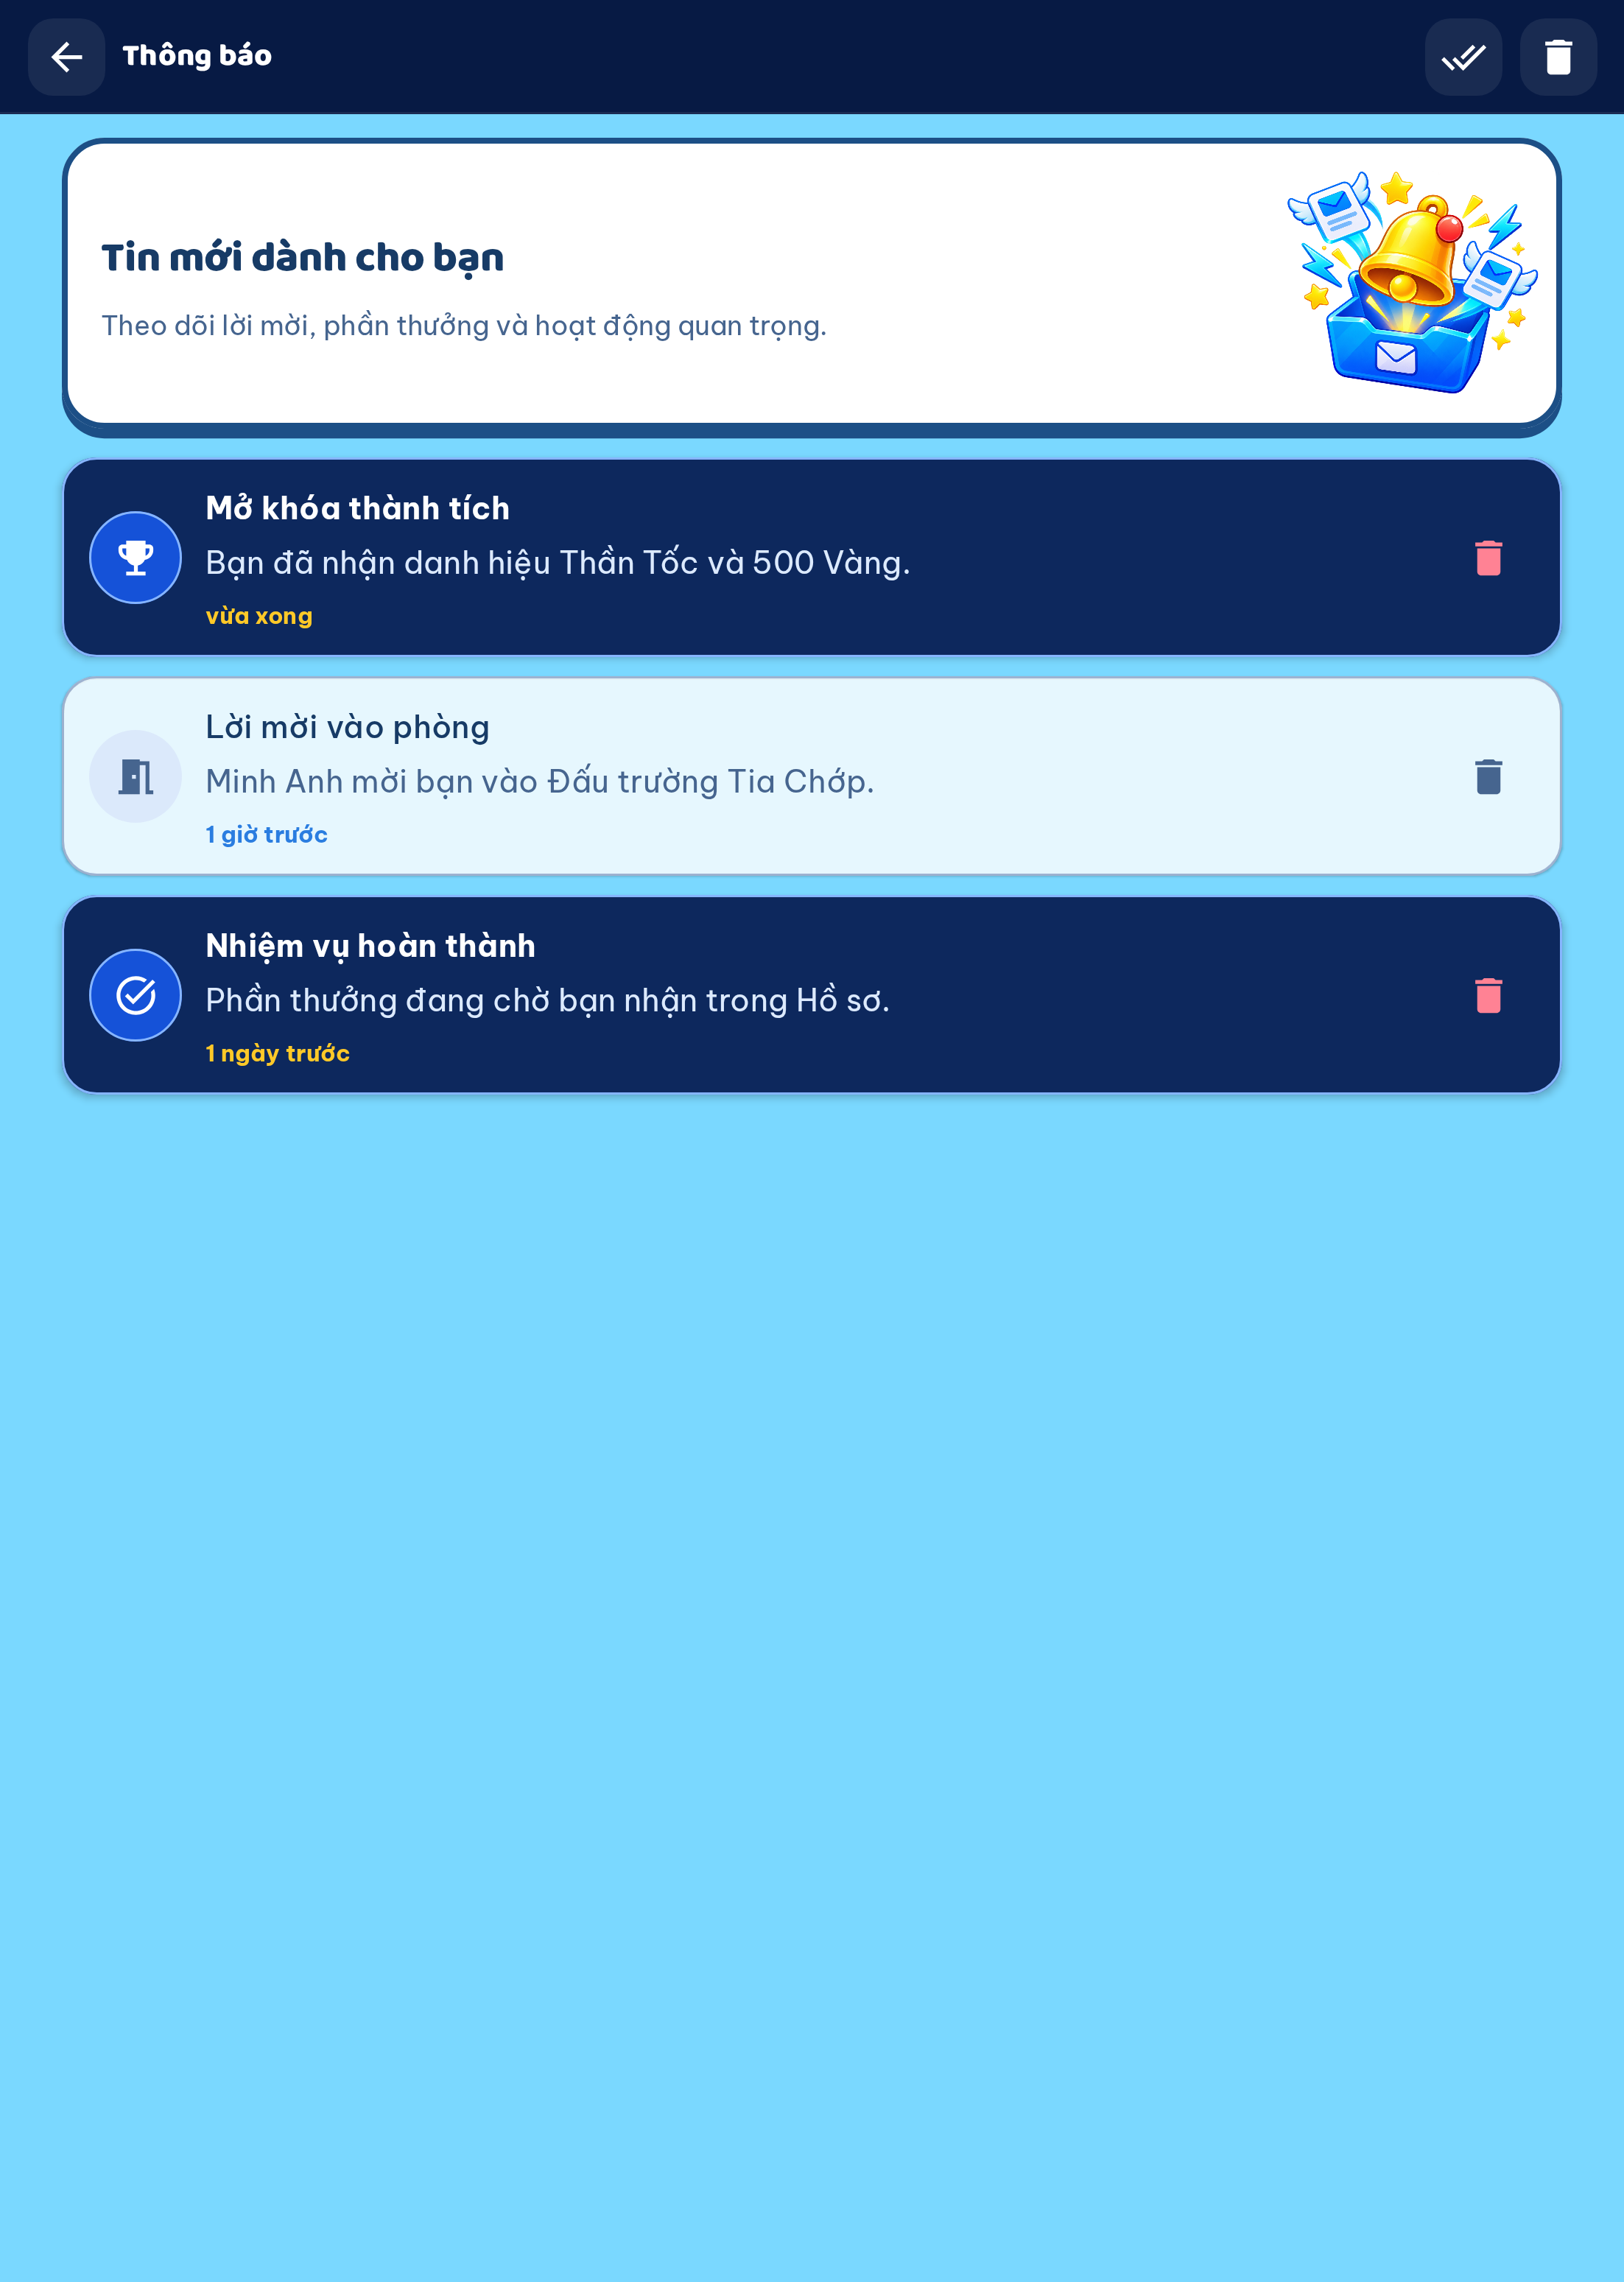 Thông báo
Tin mới dành cho bạn
Theo dõi lời mời, phần thưởng và hoạt động quan trọng.
Mở khóa thành tích
Bạn đã nhận danh hiệu Thần Tốc và 500 Vàng.
vừa xong
Lời mời vào phòng
Minh Anh mời bạn vào Đấu trường Tia Chớp.
1 giờ trước
Nhiệm vụ hoàn thành
Phần thưởng đang chờ bạn nhận trong Hồ sơ.
1 ngày trước